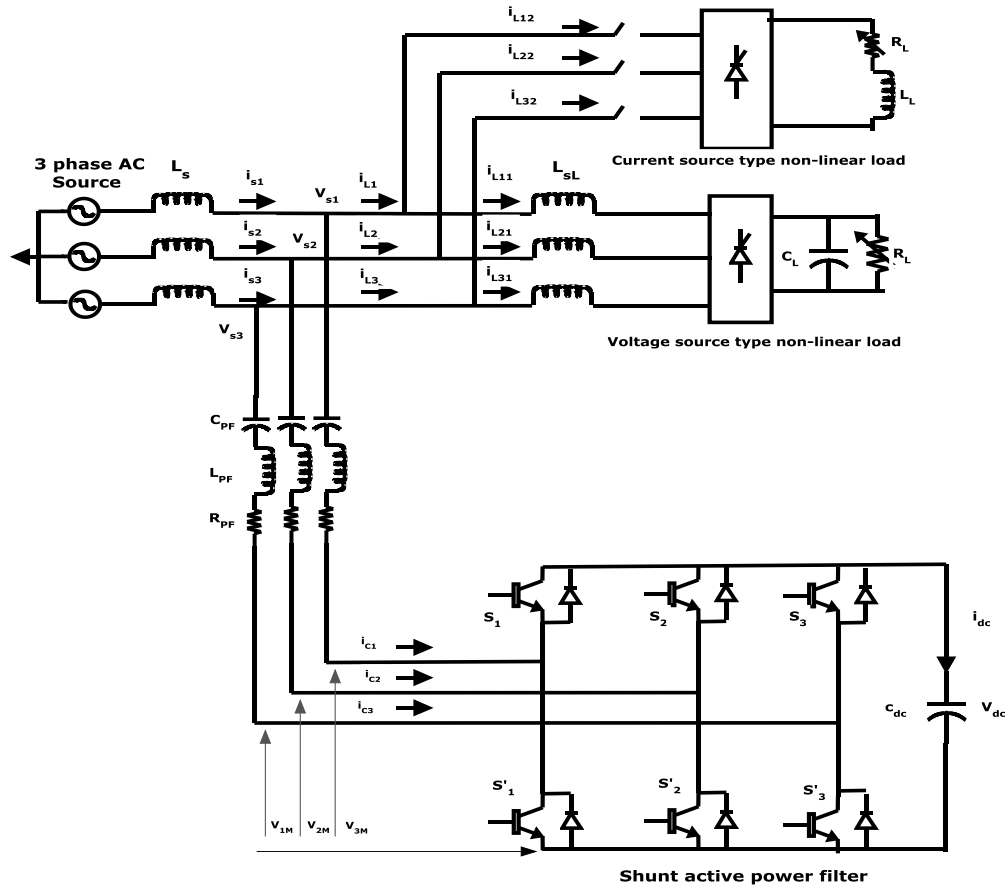 iL12
iL22
iL32
RL
LL
Current source type non-linear load
3 phase AC
Source
Ls
is1
Vs1
iL1
iL11
LsL
is2
Vs2
iL2
iL21
CL
RL
is3
iL3
iL31
Vs3
Voltage source type non-linear load
CPF
LPF
RPF
S1
S2
S3
idc
iC1
iC2
iC3
cdc
Vdc
S'1
S'2
S'3
V1M
V2M
V3M
Shunt active power filter